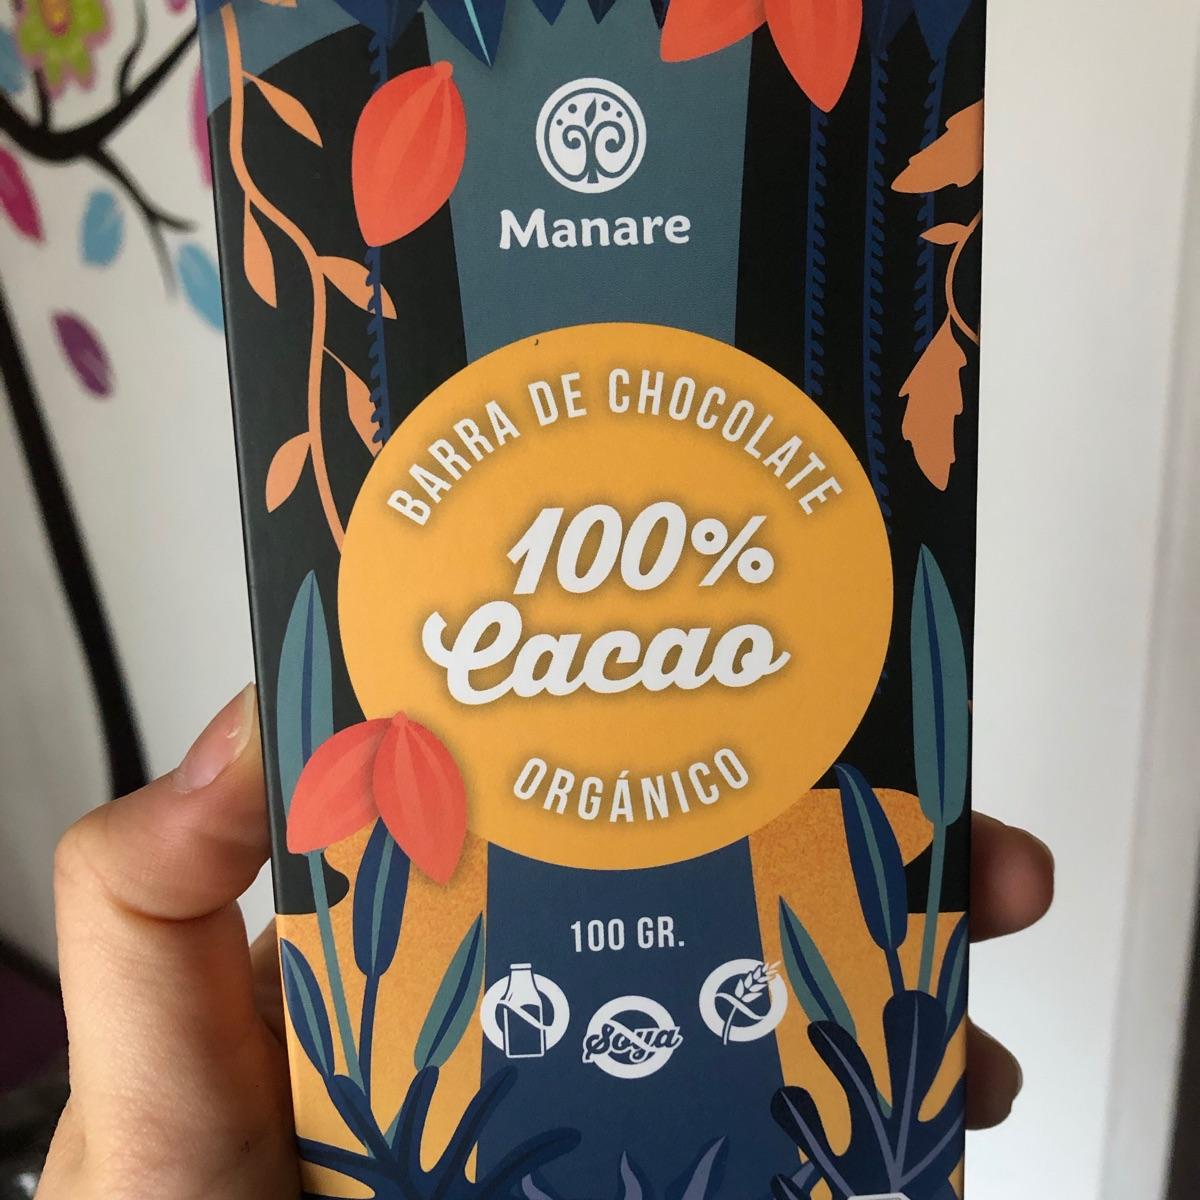 Manare
BARRA DE CHOCOLATE
100%
Cacao
ORGÁNICO
100 GR.
Soya